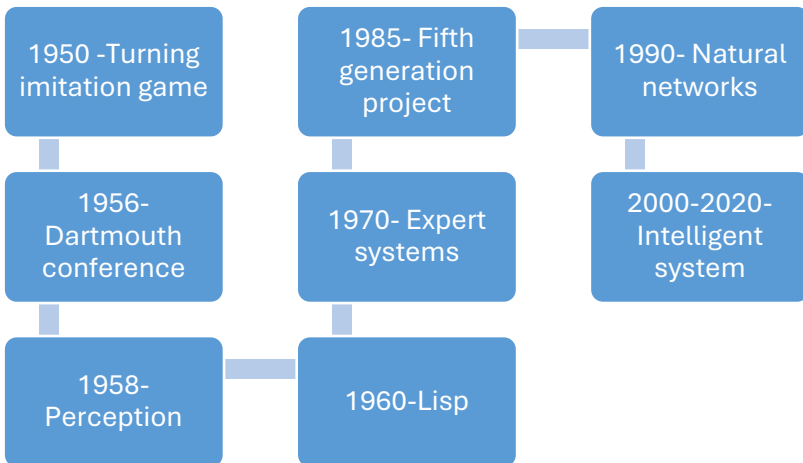 1950 -Turning
imitation game
1956-
Dartmouth
conference
1958-
Perception
1960-Lisp
1970- Expert
systems
1985- Fifth
generation
project
1990- Natural
networks
2000-2020-
Intelligent
system